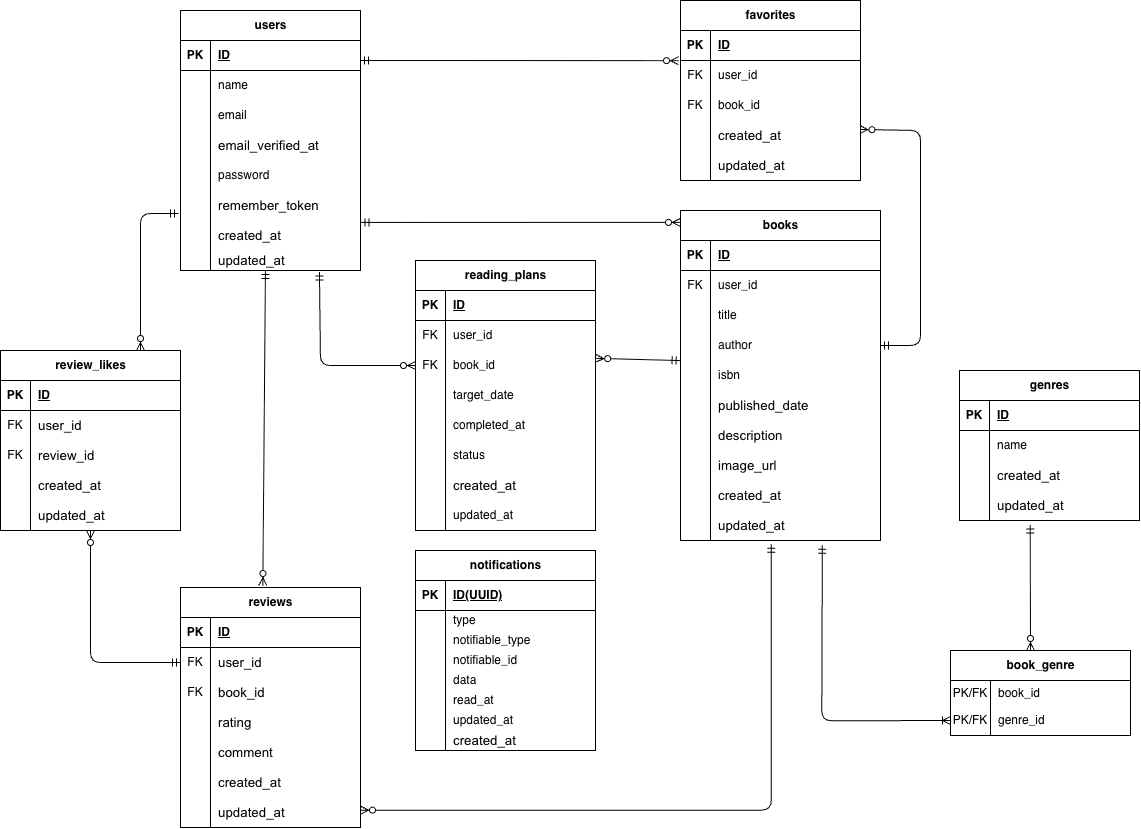 users
PK ID
name
email
email_verified_at
password
remember_token
created_at
updated_at
favorites
PK ID
FK user_id
FK book_id
created_at
updated_at
books
PK ID
FK user_id
title
author
isbn
published_date
description
image_url
created_at
updated_at
reading_plans
PK ID
FK user_id
FK book_id
target_date
completed_at
status
created_at
updated_at
review_likes
PK ID
FK user_id
FK review_id
created_at
updated_at
genres
PK ID
name
created_at
updated_at
notifications
PK ID(UUID)
type
notifiable_type
notifiable_id
data
read_at
updated_at
created_at
reviews
PK ID
FK user_id
FK book_id
rating
comment
created_at
updated_at
book_genre
PK/FK book_id
PK/FK genre_id